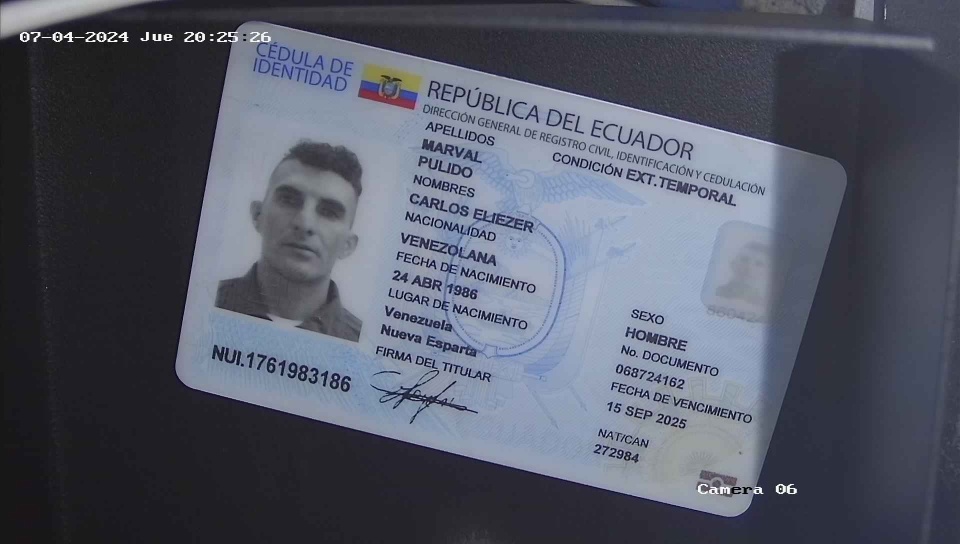 07-04-2024 Jue 20:25:26
CÉDULA DE
IDENTIDAD
REPÚBLICA DEL ECUADOR
DIRECCIÓN GENERAL DE REGISTRO CIVIL, IDENTIFICACIÓN Y CEDULACIÓN
APELLIDOS
CONDICIÓN EXT.TEMPORAL
MARVAL
PULIDO
NOMBRES
CARLOS ELIEZER
NACIONALIDAD
VENEZOLANA
FECHA DE NACIMIENTO
24 ABR 1986
LUGAR DE NACIMIENTO
Venezuela
Nueva Esparta
FIRMA DEL TITULAR
NUI.1761983186
SEXO
HOMBRE
No. DOCUMENTO
068724162
FECHA DE VENCIMIENTO
15 SEP 2025
NAT/CAN
272984
Camera 06